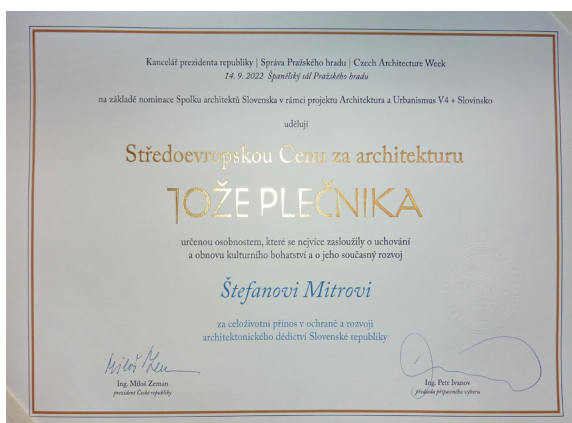 Kancelář prezidenta republiky | Správa Pražského hradu | Czech Architecture Week
14. 9. 2022 Španělský sál Pražského hradu
na základě nominace Spolku architektů Slovenska v rámci projektu Architektura a Urbanismus V4 + Slovinsko
udělují
Středoevropskou Cenu za architekturu
JOŽE PLEČNIKA
určenou osobnostem, které se nejvíce zasloužily o uchování
a obnovu kulturního bohatství a o jeho současný rozvoj
Štefanovi Mitrovi
za celoživotní přínos v ochraně a rozvoji
architektonického dědictví Slovenské republiky
Ing. Miloš Zeman
prezident České republiky
Ing. Petr Ivanov
předseda přípravného výboru